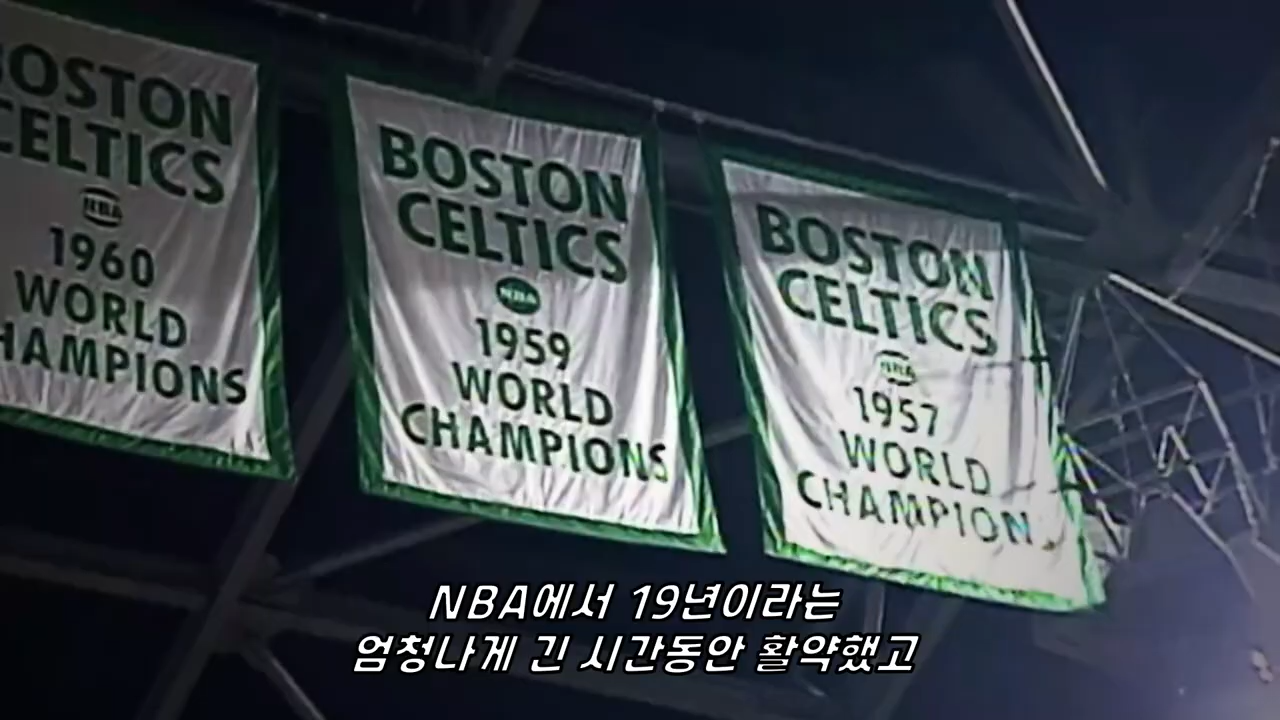 BOSTON
CELTICS
NBA
1960
WORLD
CHAMPIONS
BOSTON
CELTICS
NBA
1959
WORLD
CHAMPIONS
BOSTON
CELTICS
NBA
1957
WORLD
CHAMPION
NBA에서 19년이라는
엄청나게 긴 시간동안 활약했고